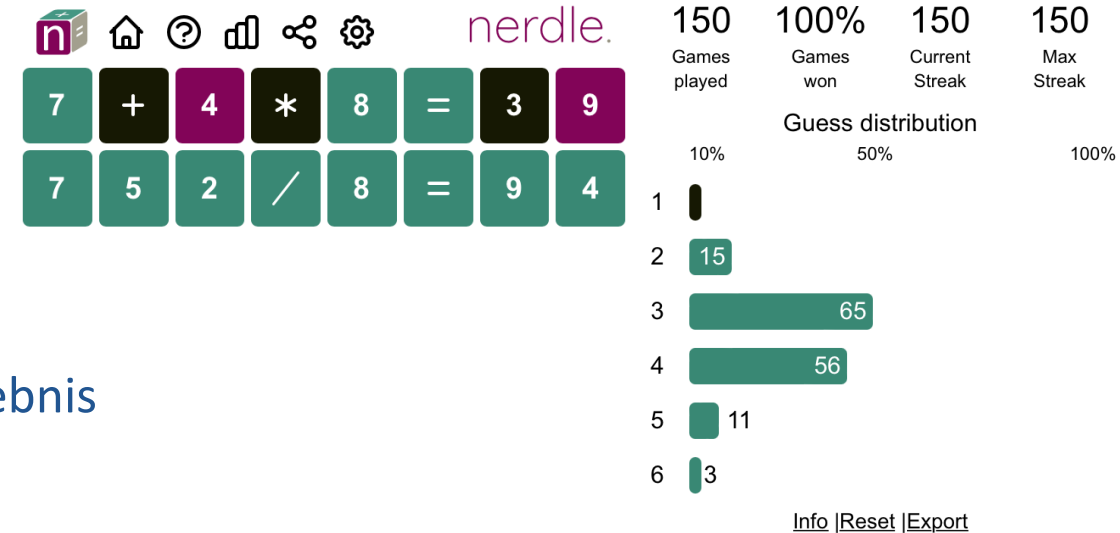 n nerdle.
7 + 4 * 8 = 3 9
7 5 2 / 8 = 9 4
ebnis
150 100% 150 150
Games played Games won Current Streak Max Streak
Guess distribution
10% 50% 100%
1
2 15
3 65
4 56
5 11
6 3
Info |Reset |Export